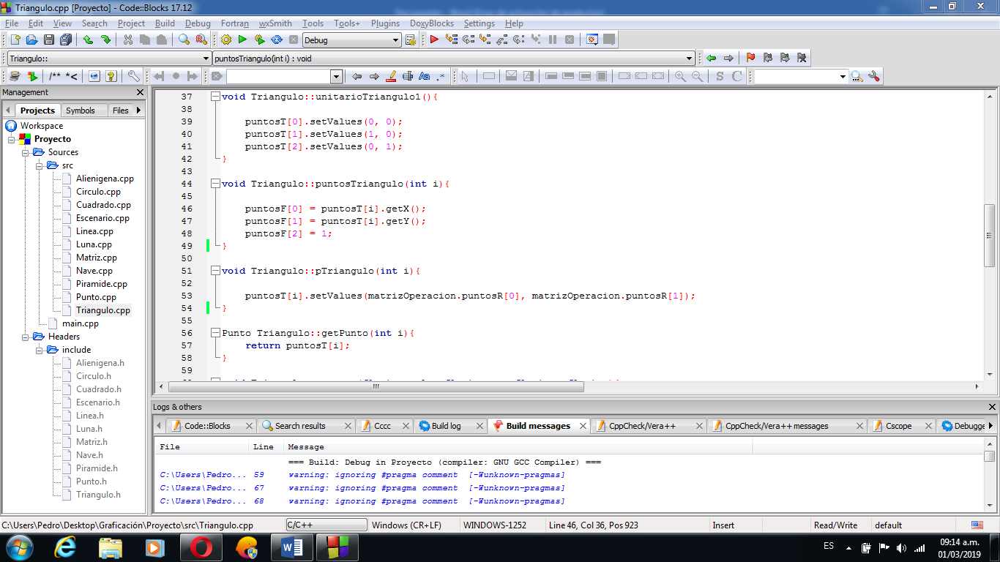 Triangulo.cpp [Proyecto] - Code::Blocks 17.12
File Edit View Search Project Build Debug Fortran wxSmith Tools Tools+ Plugins DoxyBlocks Settings Help
Debug
Triangulo:: puntosTriangulo(int i) : void
/** *<
Management
Projects Symbols Files
Workspace
Proyecto
Sources
src
Alienigena.cpp
Circulo.cpp
Cuadrado.cpp
Escenario.cpp
Linea.cpp
Luna.cpp
Matriz.cpp
Nave.cpp
Piramide.cpp
Punto.cpp
Triangulo.cpp
main.cpp
Headers
include
Alienigena.h
Circulo.h
Cuadrado.h
Escenario.h
Linea.h
Luna.h
Matriz.h
Nave.h
Piramide.h
Punto.h
Triangulo.h
37 void Triangulo::unitarioTriangulo1(){
38
39 puntosT[0].setValues(0, 0);
40 puntosT[1].setValues(1, 0);
41 puntosT[2].setValues(0, 1);
42 }
43
44 void Triangulo::puntosTriangulo(int i){
45
46 puntosF[0] = puntosT[i].getX();
47 puntosF[1] = puntosT[i].getY();
48 puntosF[2] = 1;
49 }
50
51 void Triangulo::pTriangulo(int i){
52
53 puntosT[i].setValues(matrizOperacion.puntosR[0], matrizOperacion.puntosR[1]);
54 }
55
56 Punto Triangulo::getPunto(int i){
57 return puntosT[i];
58 }
59
Logs & others
Code::Blocks Search results Cccc Build log Build messages CppCheck/Vera++ CppCheck/Vera++ messages Cscope Debugge
File Line Message
=== Build: Debug in Proyecto (compiler: GNU GCC Compiler) ===
C:\Users\Pedro... 59 warning: ignoring #pragma comment [-Wunknown-pragmas]
C:\Users\Pedro... 67 warning: ignoring #pragma comment [-Wunknown-pragmas]
C:\Users\Pedro... 68 warning: ignoring #pragma comment [-Wunknown-pragmas]
C:\Users\Pedro\Desktop\Graficación\Proyecto\src\Triangulo.cpp C/C++ Windows (CR+LF) WINDOWS-1252 Line 46, Col 36, Pos 923 Insert Read/Write default
ES
09:14 a.m.
01/03/2019